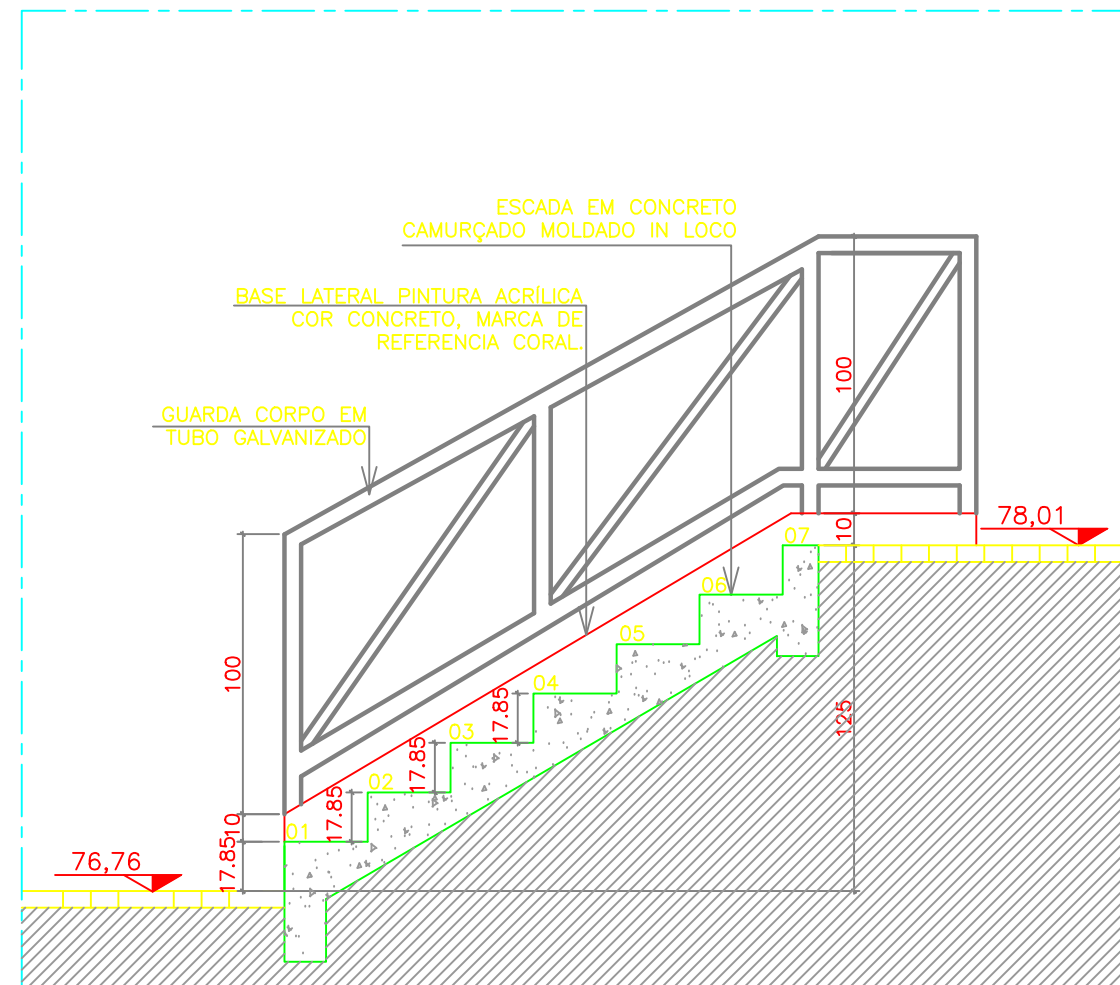 ESCADA EM CONCRETO
CAMURÇADO MOLDADO IN LOCO
BASE LATERAL PINTURA ACRÍLICA
COR CONCRETO, MARCA DE
REFERENCIA CORAL.
GUARDA CORPO EM
TUBO GALVANIZADO
100
10
78,01
07
06
05
04
03
02
01
125
100
10
17.85
17.85
17.85
17.85
76,76